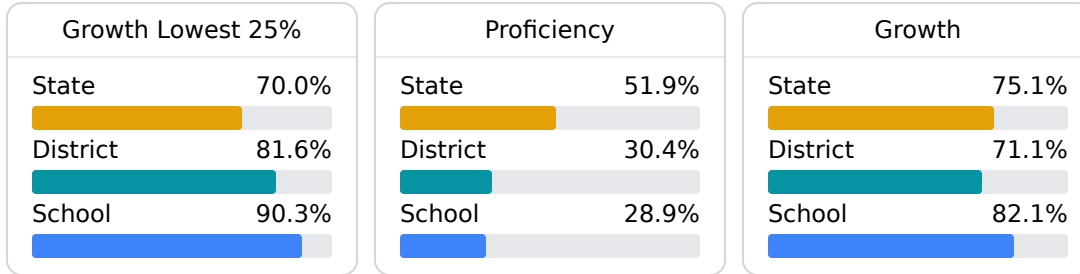 Growth Lowest 25%
State 70.0%
District 81.6%
School 90.3%
Proficiency
State 51.9%
District 30.4%
School 28.9%
Growth
State 75.1%
District 71.1%
School 82.1%